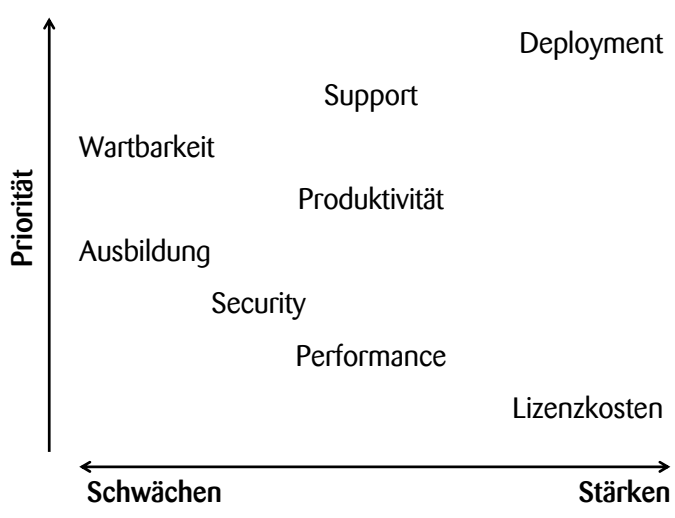 Deployment
Support
Wartbarkeit
Produktivität
Priorität
Ausbildung
Security
Performance
Lizenzkosten
Schwächen
Stärken